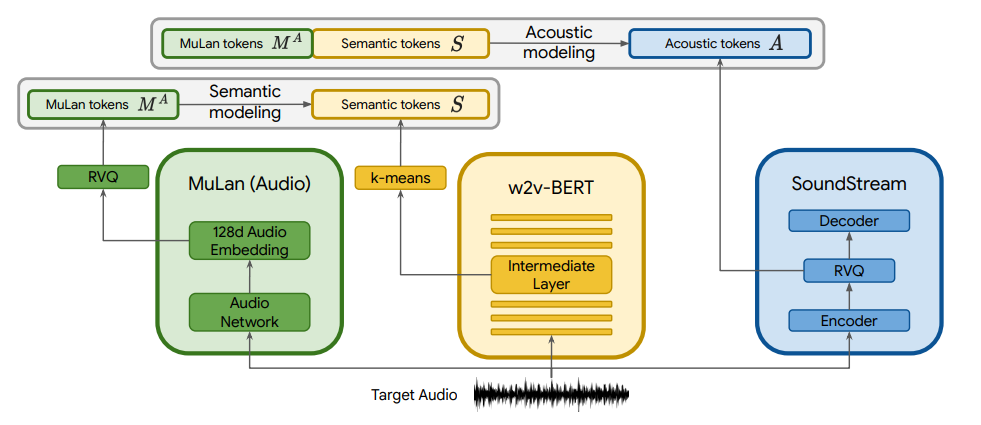 MuLan tokens M^A
Semantic tokens S
Acoustic
modeling
Acoustic tokens A
MuLan tokens M^A
Semantic
modeling
Semantic tokens S
RVQ
MuLan (Audio)
128d Audio
Embedding
Audio
Network
k-means
w2v-BERT
Intermediate
Layer
SoundStream
Decoder
RVQ
Encoder
Target Audio